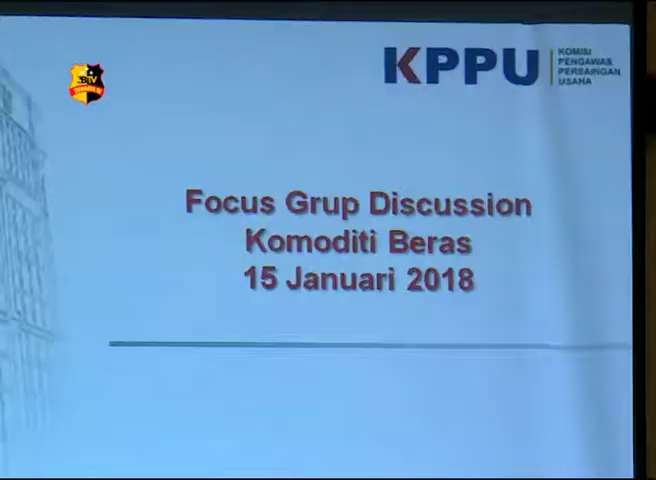 KPPU
KOMISI
PENGAWAS
PERSAINGAN
USAHA
Focus Grup Discussion
Komoditi Beras
15 Januari 2018